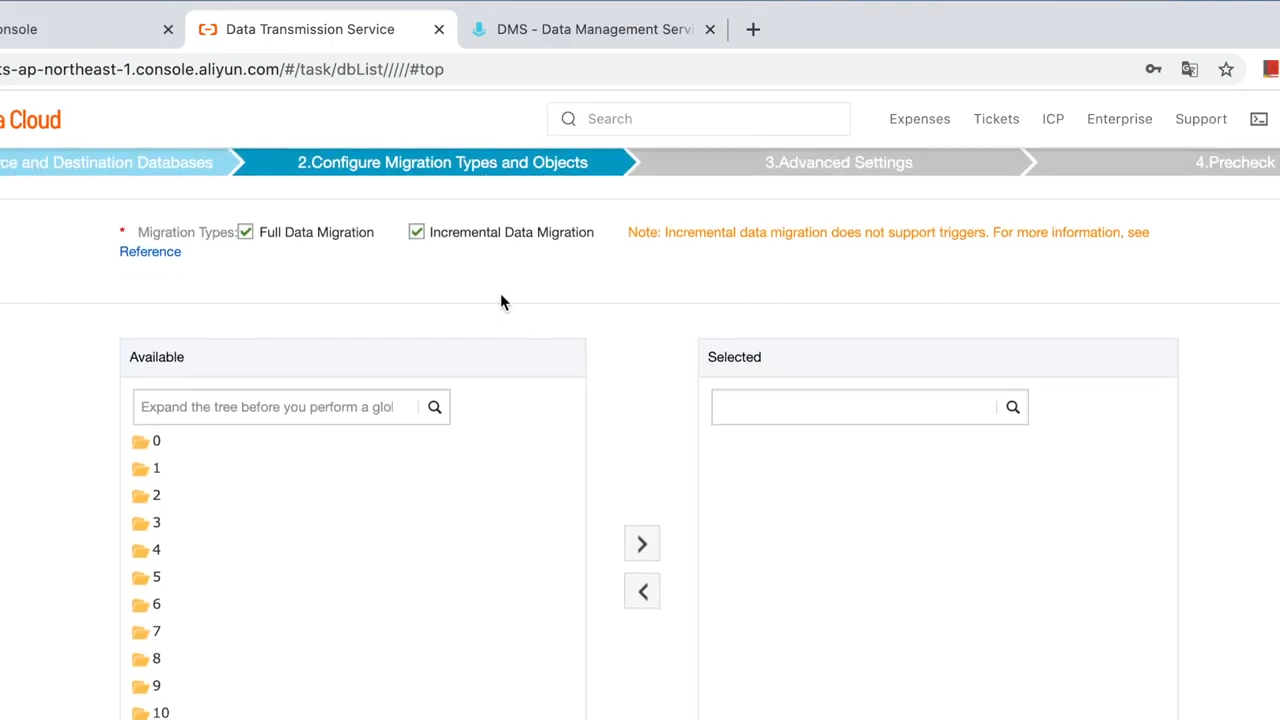 onsole
Data Transmission Service
DMS - Data Management Servi
ts-ap-northeast-1.console.aliyun.com/#/task/dbList/////#top
a Cloud
Search
Expenses
Tickets
ICP
Enterprise
Support
rce and Destination Databases
2.Configure Migration Types and Objects
3.Advanced Settings
4.Precheck
* Migration Types: Full Data Migration
Incremental Data Migration
Note: Incremental data migration does not support triggers. For more information, see
Reference
Available
Expand the tree before you perform a glol
0
1
2
3
4
5
6
7
8
9
10
Selected